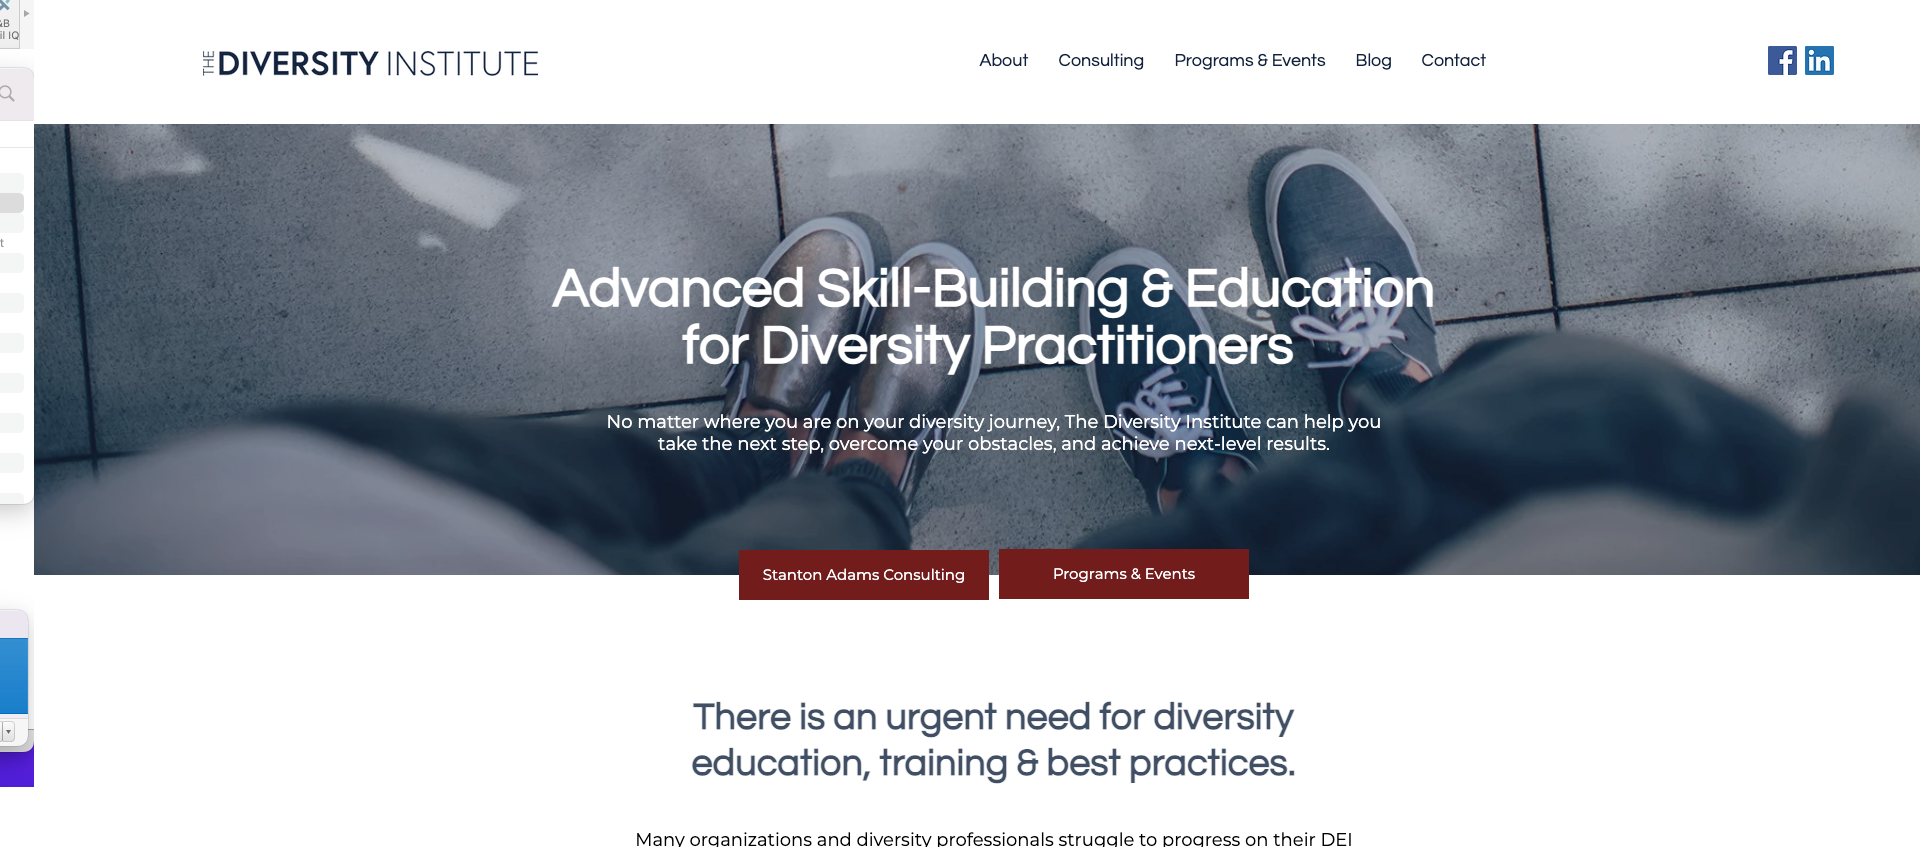 &B
il IQ
t
THE DIVERSITY INSTITUTE
About Consulting Programs & Events Blog Contact
f in
Advanced Skill-Building & Education
for Diversity Practitioners
No matter where you are on your diversity journey, The Diversity Institute can help you
take the next step, overcome your obstacles, and achieve next-level results.
Stanton Adams Consulting
Programs & Events
There is an urgent need for diversity
education, training & best practices.
Many organizations and diversity professionals struggle to progress on their DEI